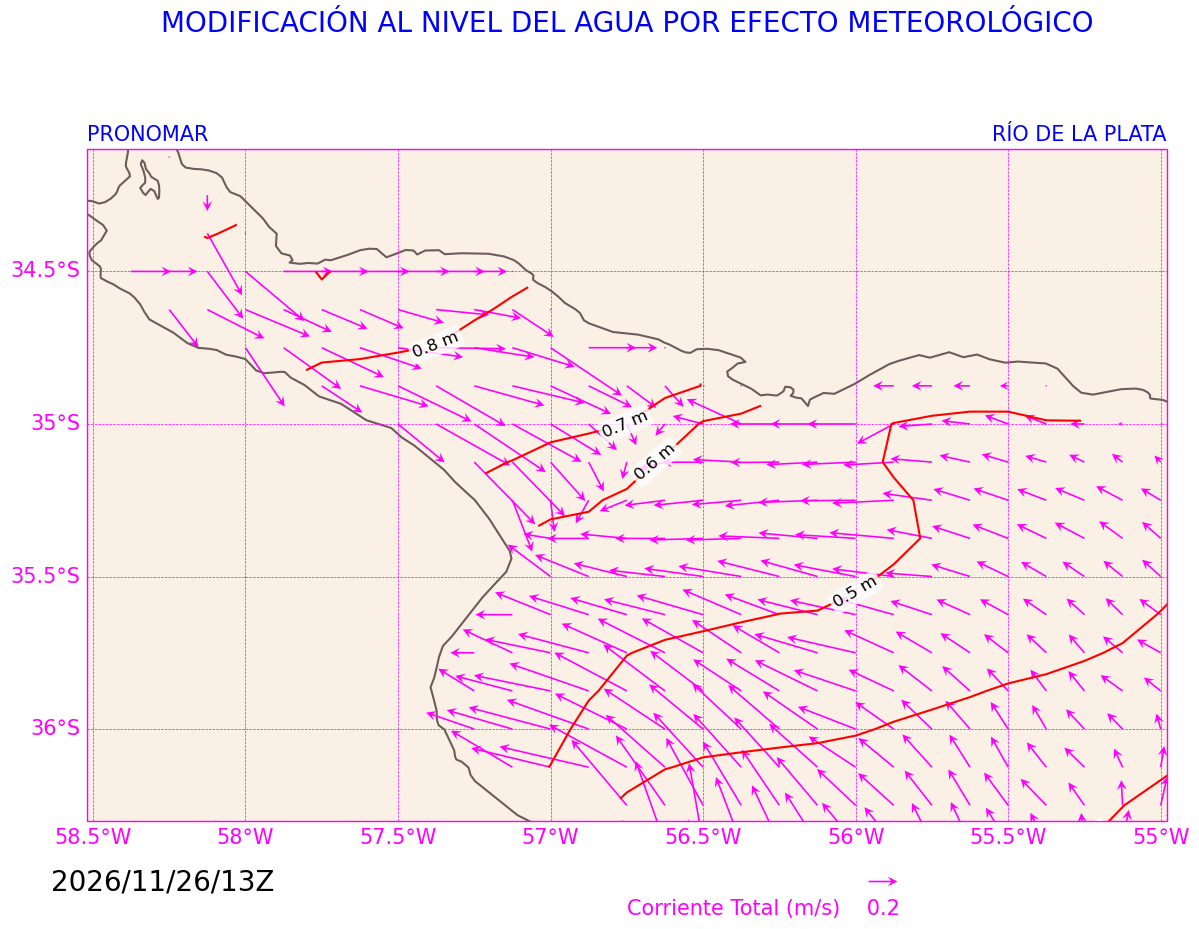 MODIFICACIÓN AL NIVEL DEL AGUA POR EFECTO METEOROLÓGICO
PRONOMAR
RÍO DE LA PLATA
34.5°S
35°S
35.5°S
36°S
0.8 m
0.7 m
0.6 m
0.5 m
58.5°W
58°W
57.5°W
57°W
56.5°W
56°W
55.5°W
55°W
2026/11/26/13Z
Corriente Total (m/s)
0.2